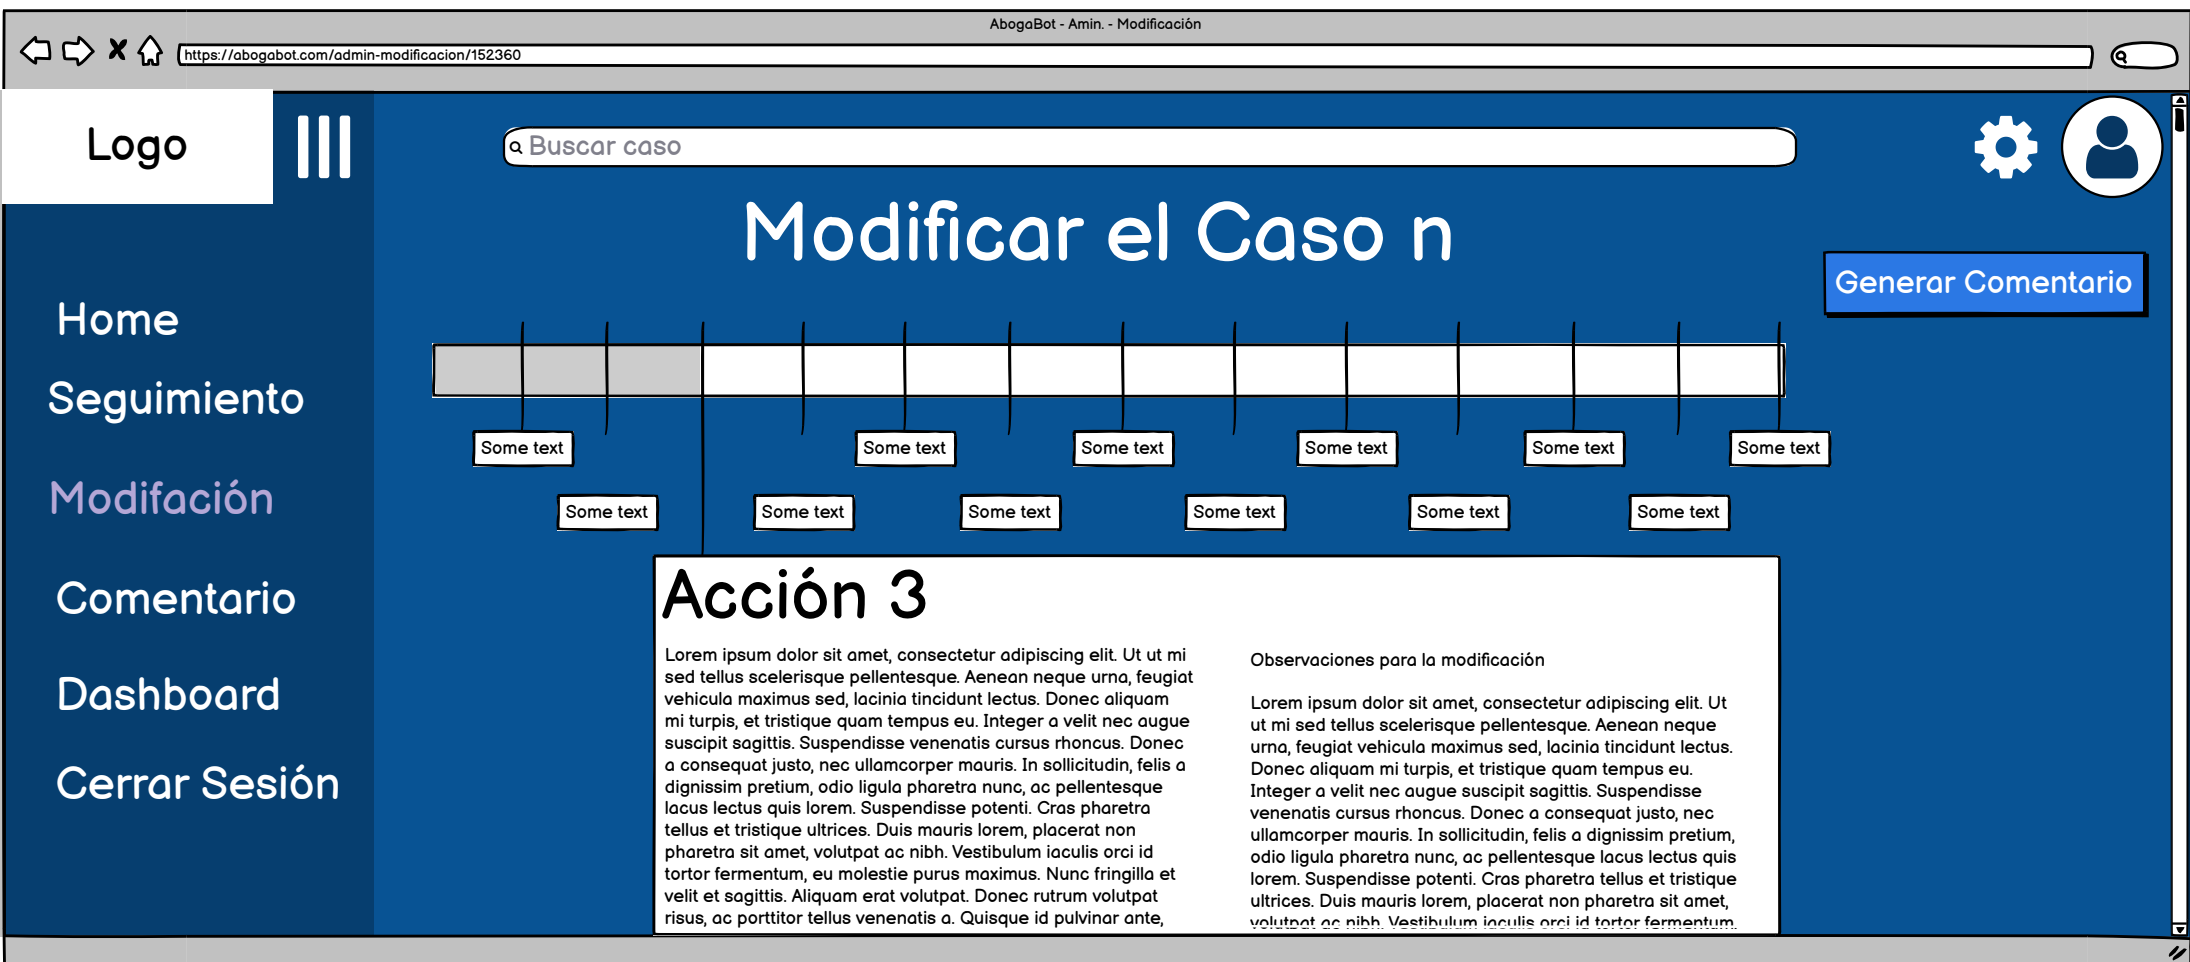 AbogaBot - Amin. - Modificación
https://abogabot.com/admin-modificacion/152360
Logo
Buscar caso
Modificar el Caso n
Generar Comentario
Home
Seguimiento
Modifación
Comentario
Dashboard
Cerrar Sesión
Some text
Some text
Some text
Some text
Some text
Some text
Some text
Some text
Some text
Some text
Some text
Some text
Acción 3
Lorem ipsum dolor sit amet, consectetur adipiscing elit. Ut ut mi
sed tellus scelerisque pellentesque. Aenean neque urna, feugiat
vehicula maximus sed, lacinia tincidunt lectus. Donec aliquam
mi turpis, et tristique quam tempus eu. Integer a velit nec augue
suscipit sagittis. Suspendisse venenatis cursus rhoncus. Donec
a consequat justo, nec ullamcorper mauris. In sollicitudin, felis a
dignissim pretium, odio ligula pharetra nunc, ac pellentesque
lacus lectus quis lorem. Suspendisse potenti. Cras pharetra
tellus et tristique ultrices. Duis mauris lorem, placerat non
pharetra sit amet, volutpat ac nibh. Vestibulum iaculis orci id
tortor fermentum, eu molestie purus maximus. Nunc fringilla et
velit et sagittis. Aliquam erat volutpat. Donec rutrum volutpat
risus, ac porttitor tellus venenatis a. Quisque id pulvinar ante,
Observaciones para la modificación
Lorem ipsum dolor sit amet, consectetur adipiscing elit. Ut
ut mi sed tellus scelerisque pellentesque. Aenean neque
urna, feugiat vehicula maximus sed, lacinia tincidunt lectus.
Donec aliquam mi turpis, et tristique quam tempus eu.
Integer a velit nec augue suscipit sagittis. Suspendisse
venenatis cursus rhoncus. Donec a consequat justo, nec
ullamcorper mauris. In sollicitudin, felis a dignissim pretium,
odio ligula pharetra nunc, ac pellentesque lacus lectus quis
lorem. Suspendisse potenti. Cras pharetra tellus et tristique
ultrices. Duis mauris lorem, placerat non pharetra sit amet,
volutpat ac nibh. Vestibulum iaculis orci id tortor fermentum,